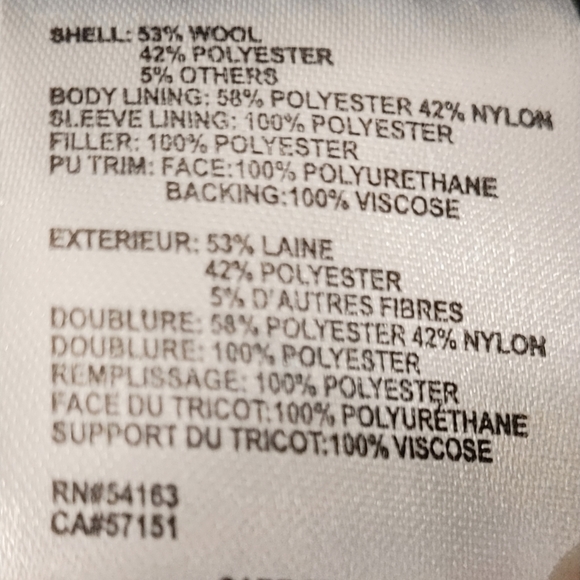 SHELL: 53% WOOL
42% POLYESTER
5% OTHERS
BODY LINING: 58% POLYESTER 42% NYLON
SLEEVE LINING: 100% POLYESTER
FILLER: 100% POLYESTER
PU TRIM: FACE:100% POLYURETHANE
BACKING:100% VISCOSE
EXTERIEUR: 53% LAINE
42% POLYESTER
5% D'AUTRES FIBRES
DOUBLURE: 58% POLYESTER 42% NYLON
DOUBLURE: 100% POLYESTER
REMPLISSAGE: 100% POLYESTER
FACE DU TRICOT:100% POLYURÉTHANE
SUPPORT DU TRICOT:100% VISCOSE
RN#54163
CA#57151